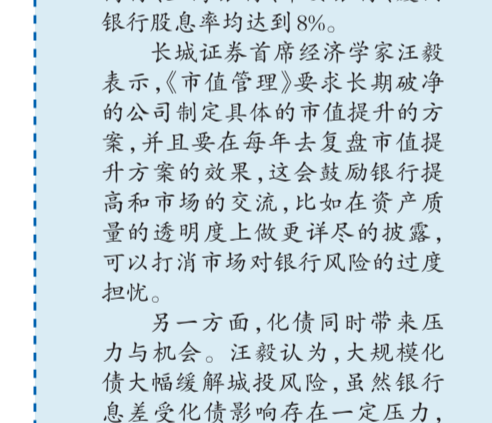 银行股息率均达到8%。
长城证券首席经济学家汪毅
表示,《市值管理》要求长期破净
的公司制定具体的市值提升的方
案,并且要在每年去复盘市值提
升方案的效果,这会鼓励银行提
高和市场的交流,比如在资产质
量的透明度上做更详尽的披露,
可以打消市场对银行风险的过度
担忧。
另一方面,化债同时带来压
力与机会。汪毅认为,大规模化
债大幅缓解城投风险,虽然银行
息差受化债影响存在一定压力,